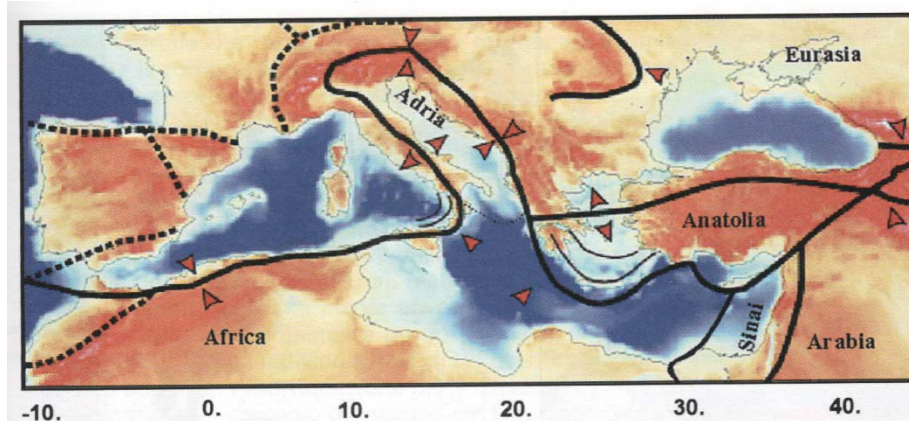 Eurasia
Adria
Anatolia
Africa
Sinai
Arabia
-10. 0. 10. 20. 30. 40.